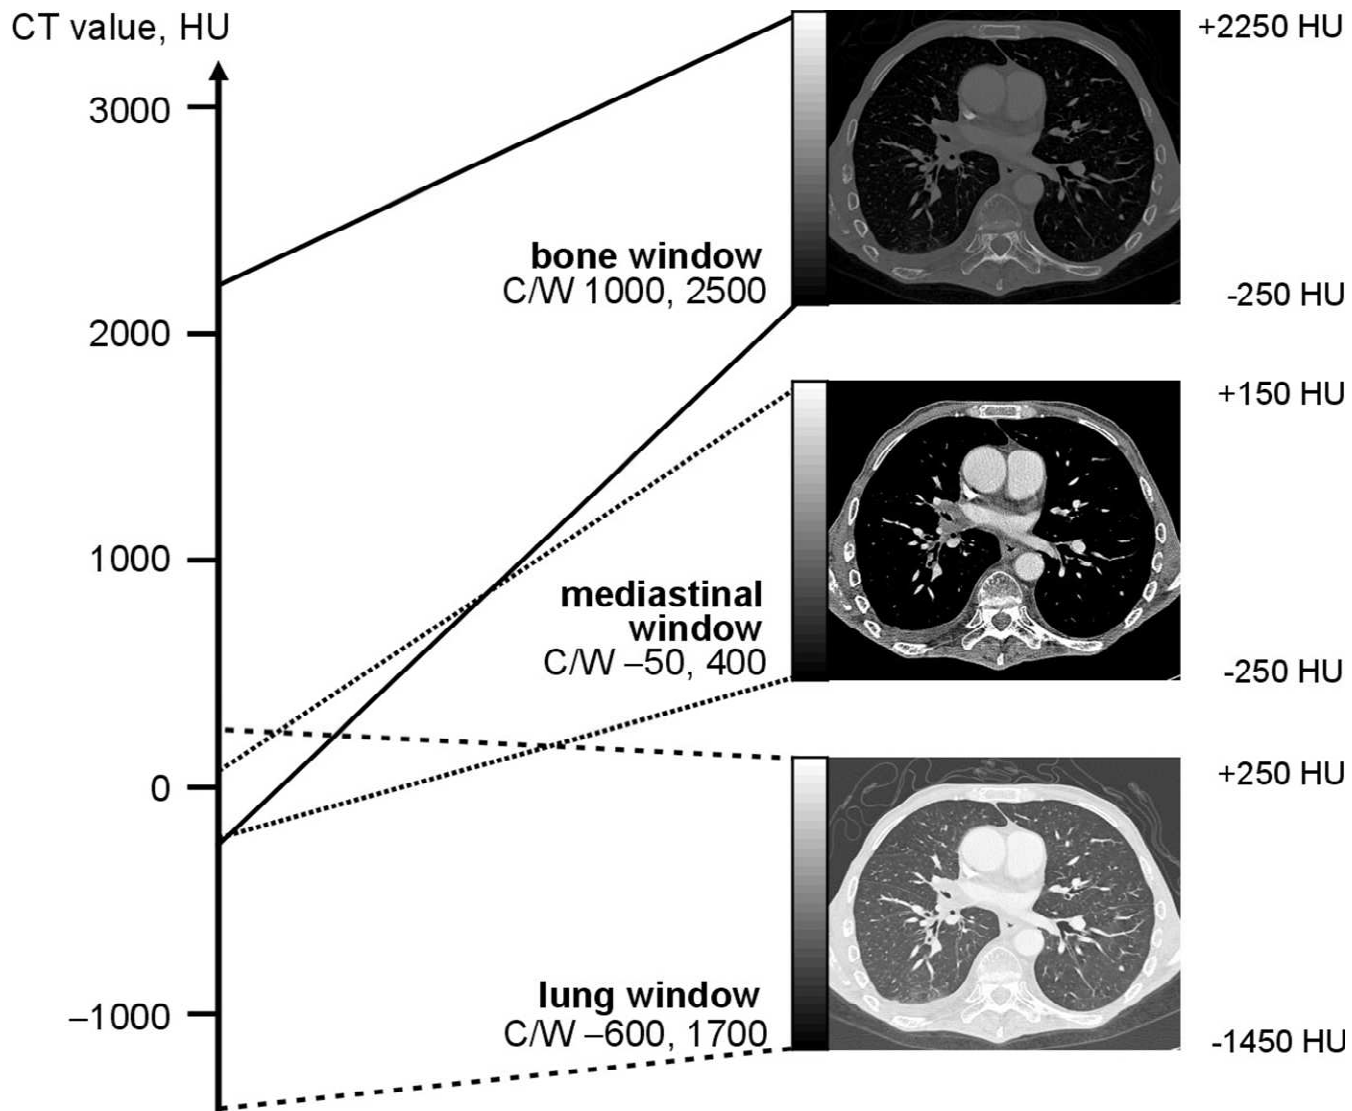 CT value, HU
3000
2000
1000
0
–1000
bone window
C/W 1000, 2500
+2250 HU
-250 HU
mediastinal
window
C/W –50, 400
+150 HU
-250 HU
lung window
C/W –600, 1700
+250 HU
-1450 HU